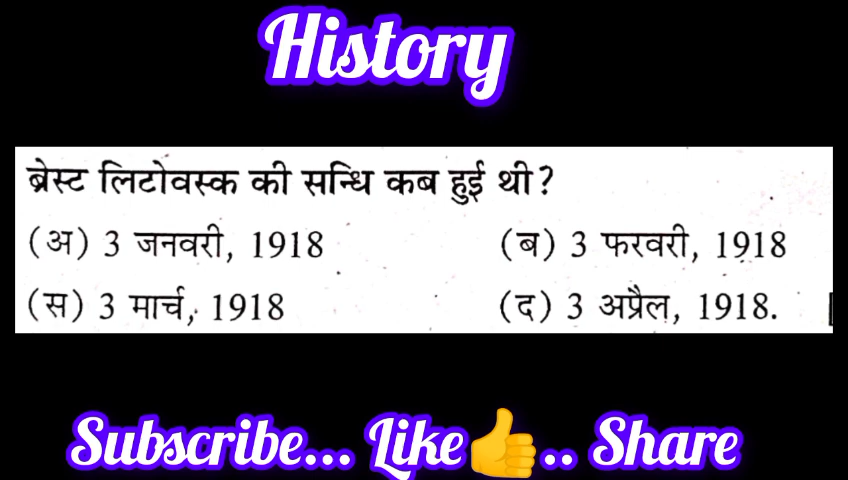 History
ब्रेस्ट लिटोवस्क की सन्धि कब हुई थी?
(अ) 3 जनवरी, 1918 (ब) 3 फरवरी, 1918
(स) 3 मार्च, 1918 (द) 3 अप्रैल, 1918.
Subscribe... Like👍.. Share